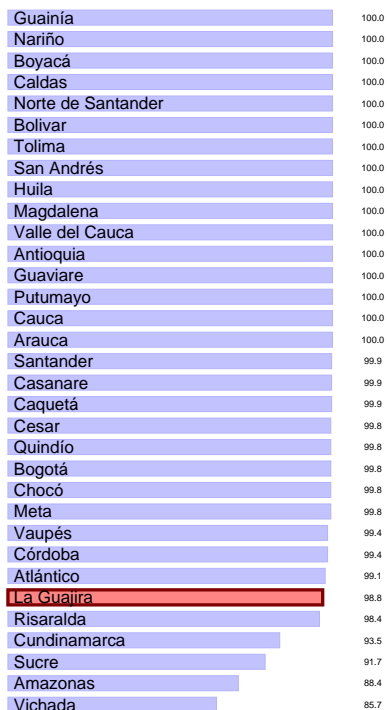 Guainía 100.0
Nariño 100.0
Boyacá 100.0
Caldas 100.0
Norte de Santander 100.0
Bolivar 100.0
Tolima 100.0
San Andrés 100.0
Huila 100.0
Magdalena 100.0
Valle del Cauca 100.0
Antioquia 100.0
Guaviare 100.0
Putumayo 100.0
Cauca 100.0
Arauca 100.0
Santander 99.9
Casanare 99.9
Caquetá 99.9
Cesar 99.8
Quindío 99.8
Bogotá 99.8
Chocó 99.8
Meta 99.8
Vaupés 99.4
Córdoba 99.4
Atlántico 99.1
La Guajira 98.8
Risaralda 98.4
Cundinamarca 93.5
Sucre 91.7
Amazonas 88.4
Vichada 85.7